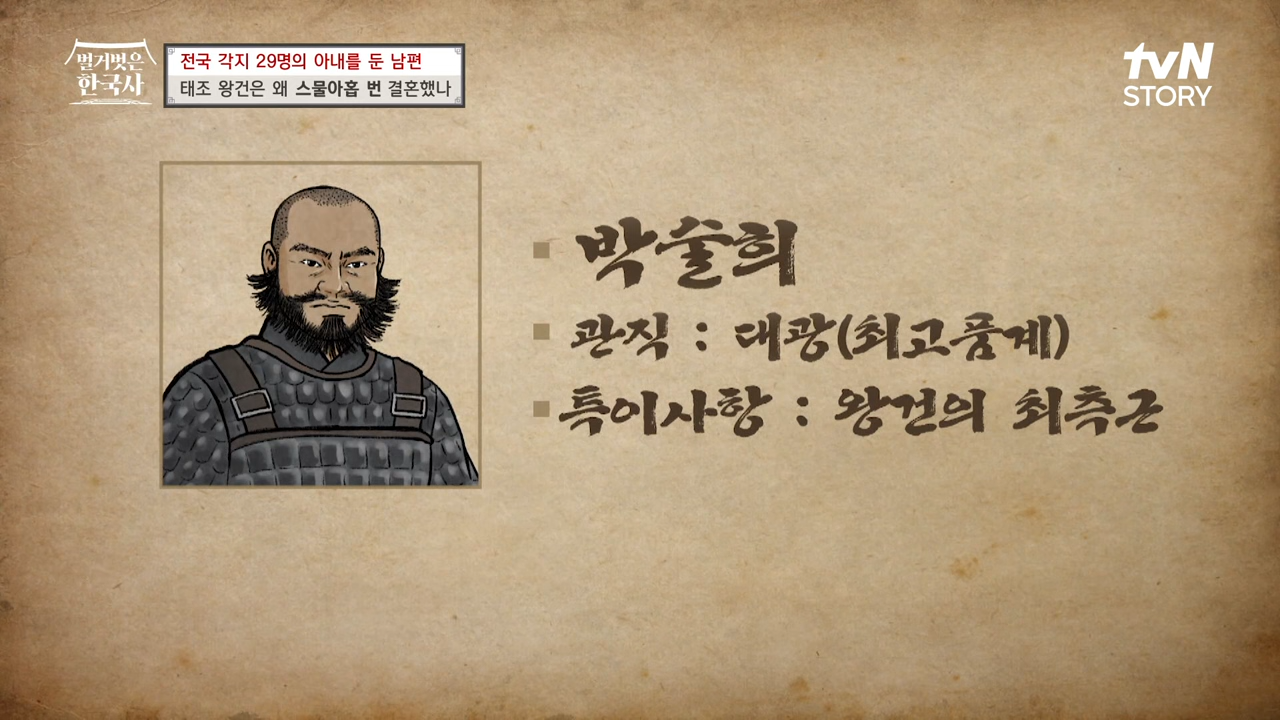 벌거벗은
한국사
전국 각지 29명의 아내를 둔 남편
태조 왕건은 왜 스물아홉 번 결혼했나
tvN
STORY
박술희
관직 : 대광(최고품계)
특이사항 : 왕건의 최측근